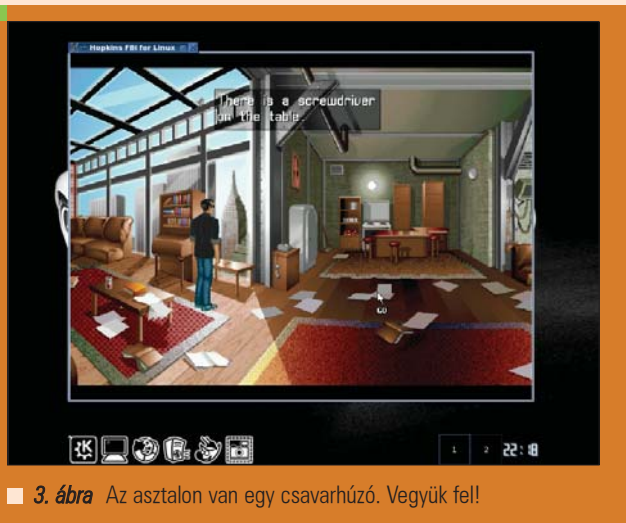 Hopkins FBI for Linux
There is a screwdriver
on the table.
GO
1 2 22:18
3. ábra Az asztalon van egy csavarhúzó. Vegyük fel!